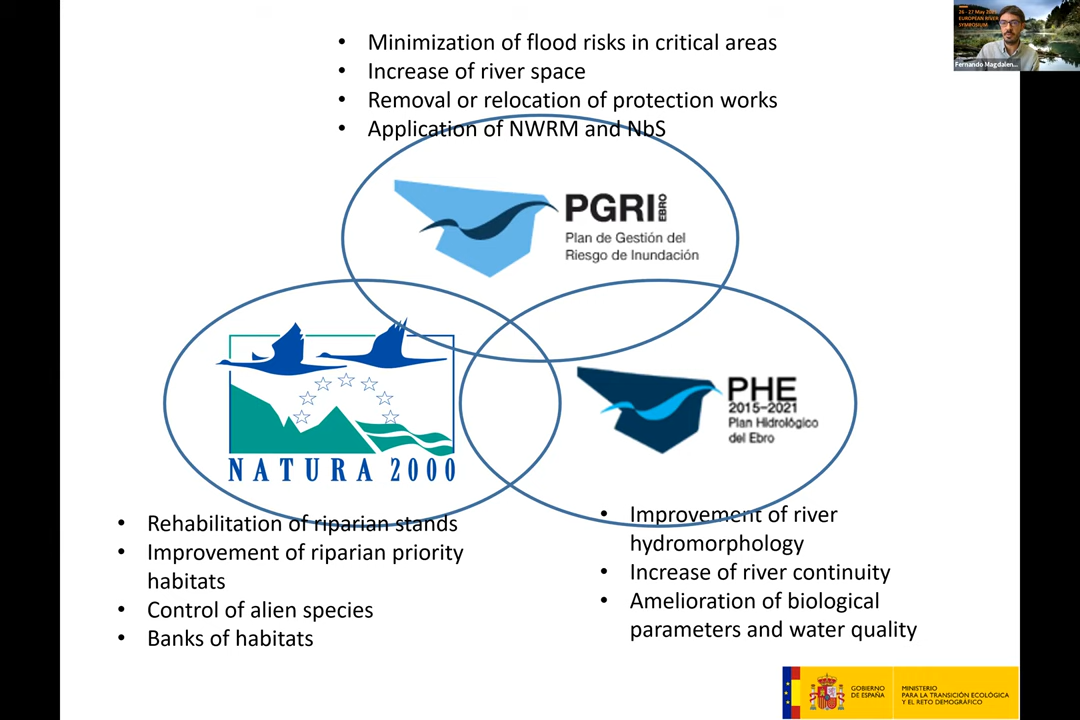 26 - 27 May 2021
EUROPEAN RIVER
SYMPOSIUM
Fernando Magdalen...
• Minimization of flood risks in critical areas
• Increase of river space
• Removal or relocation of protection works
• Application of NWRM and NbS
PGRI EBRO
Plan de Gestión del
Riesgo de Inundación
NATURA 2000
PHE
2015–2021
Plan Hidrológico
del Ebro
• Rehabilitation of riparian stands
• Improvement of riparian priority
habitats
• Control of alien species
• Banks of habitats
• Improvement of river
hydromorphology
• Increase of river continuity
• Amelioration of biological
parameters and water quality
GOBIERNO
DE ESPAÑA
MINISTERIO
PARA LA TRANSICIÓN ECOLÓGICA
Y EL RETO DEMOGRÁFICO